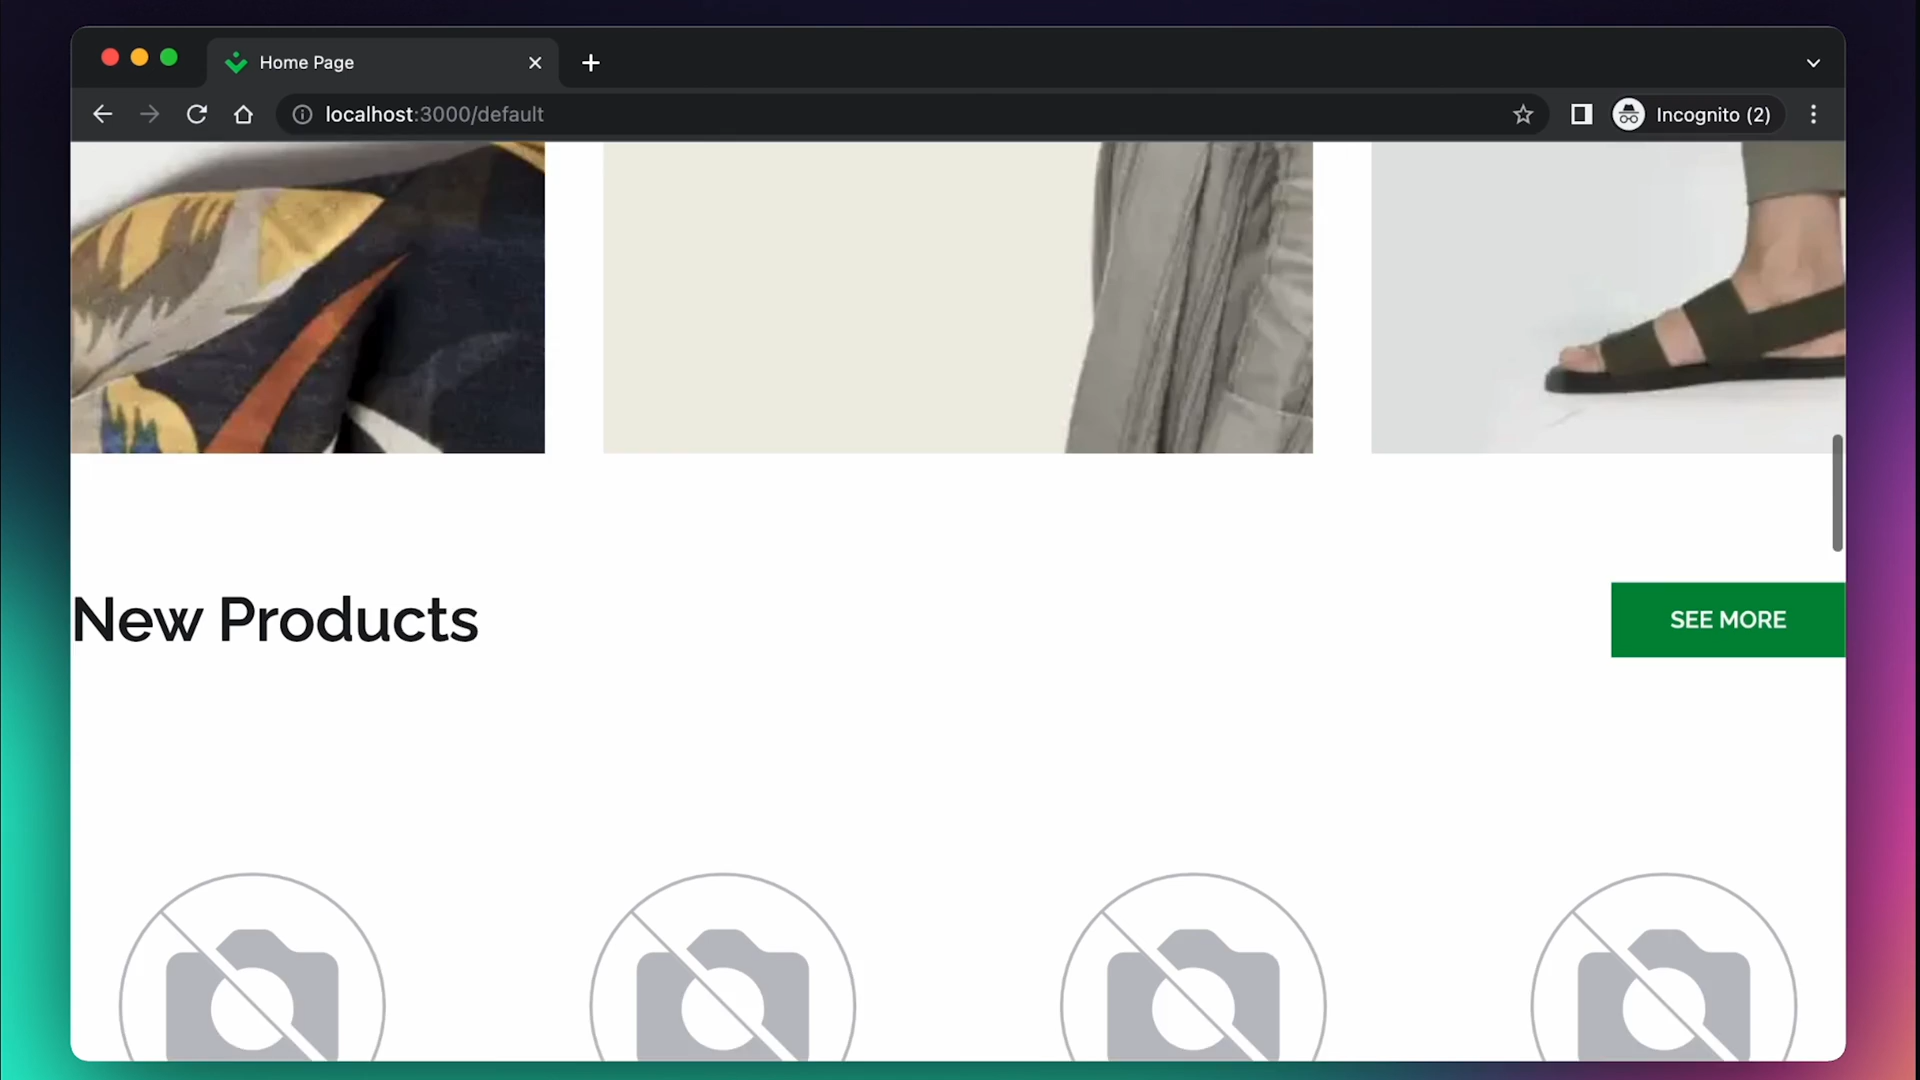 Home Page
localhost:3000/default
Incognito (2)
New Products
SEE MORE